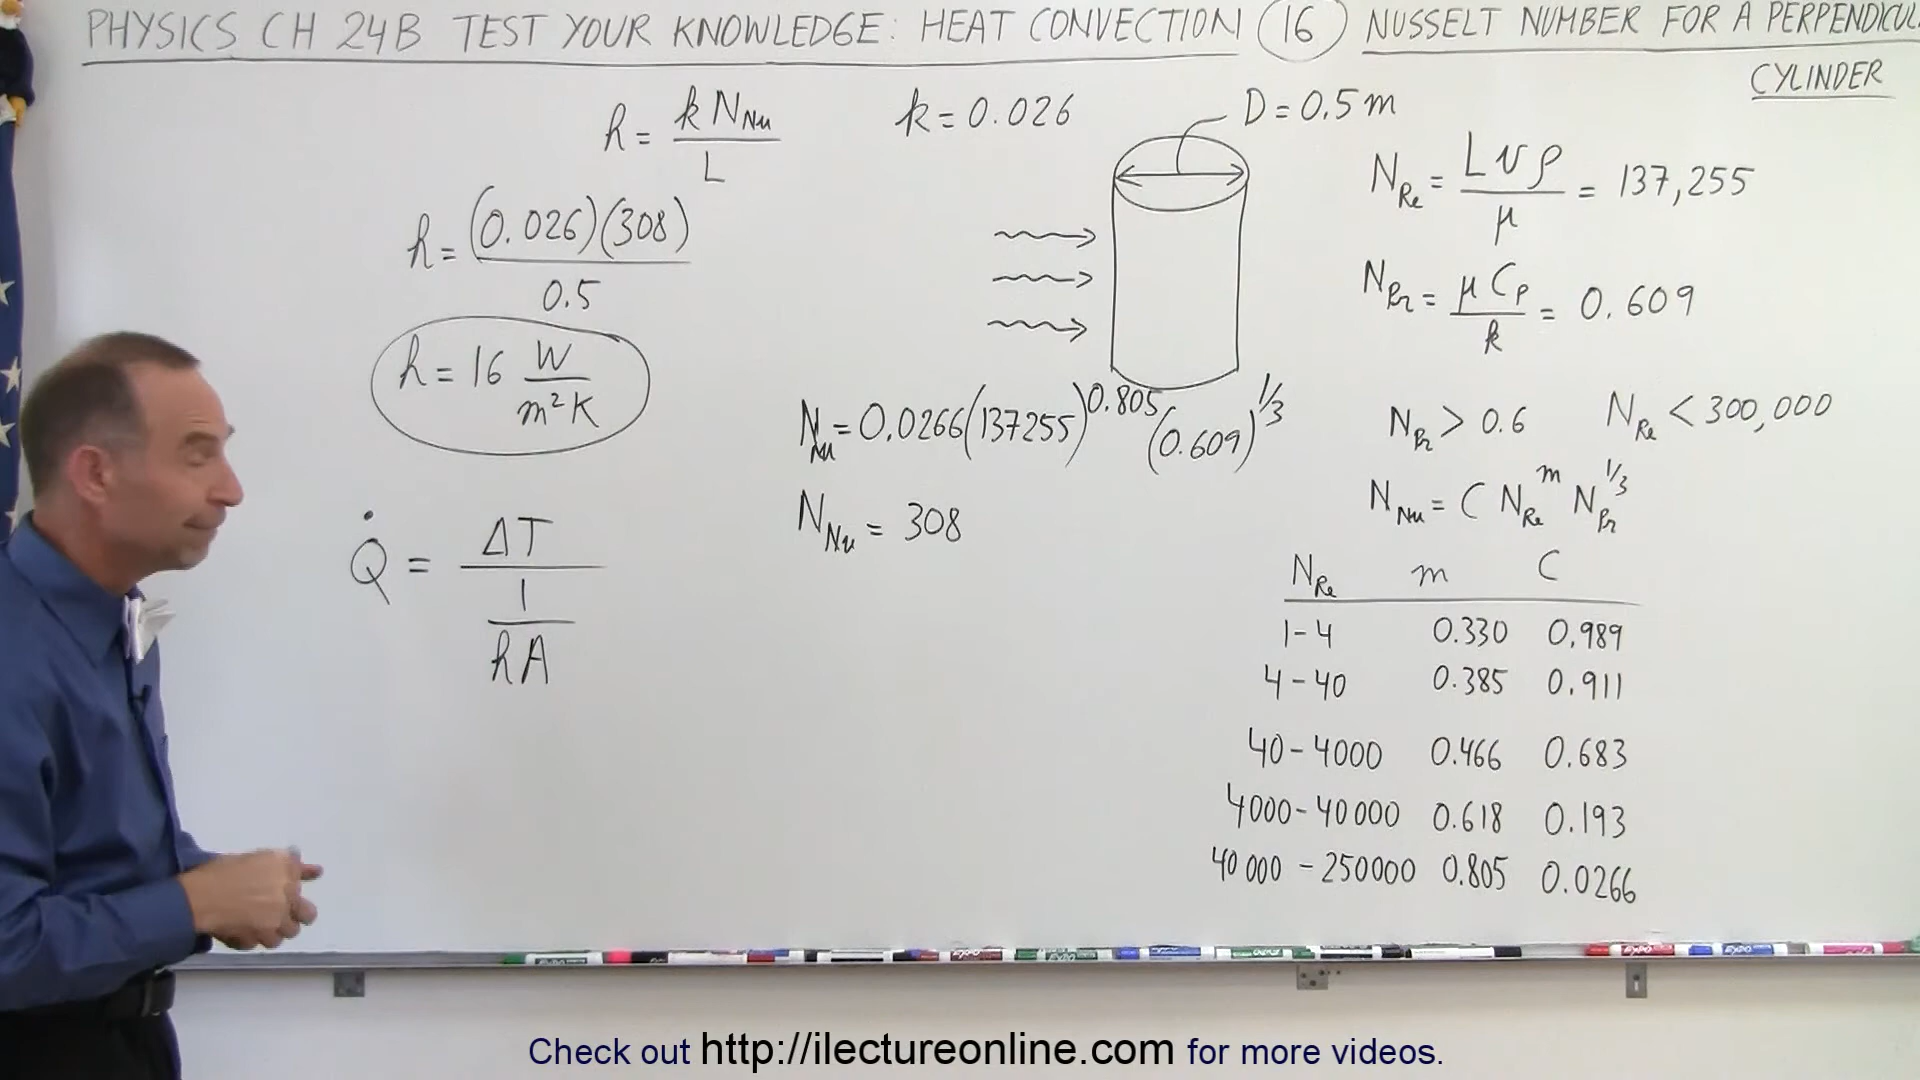 PHYSICS CH 24B TEST YOUR KNOWLEDGE: HEAT CONVECTION 16 NUSSELT NUMBER FOR A PERPENDICUL
CYLINDER
h = k N_Nu / L
k = 0.026
D = 0.5 m
N_Re = L v ρ / μ = 137,255
h = (0.026)(308) / 0.5
N_Pr = μ C_p / k = 0.609
h = 16 W / m² K
N_Nu = 0.0266 (137255)^0.805 (0.609)^1/3
N_Pr > 0.6 N_Re < 300,000
N_Nu = 308
N_Nu = C N_Re^m N_Pr^1/3
Q̇ = ΔT / 1 / hA
N_Re m C
1-4 0.330 0.989
4-40 0.385 0.911
40-4000 0.466 0.683
4000-40000 0.618 0.193
40000-250000 0.805 0.0266
Check out http://ilectureonline.com for more videos.